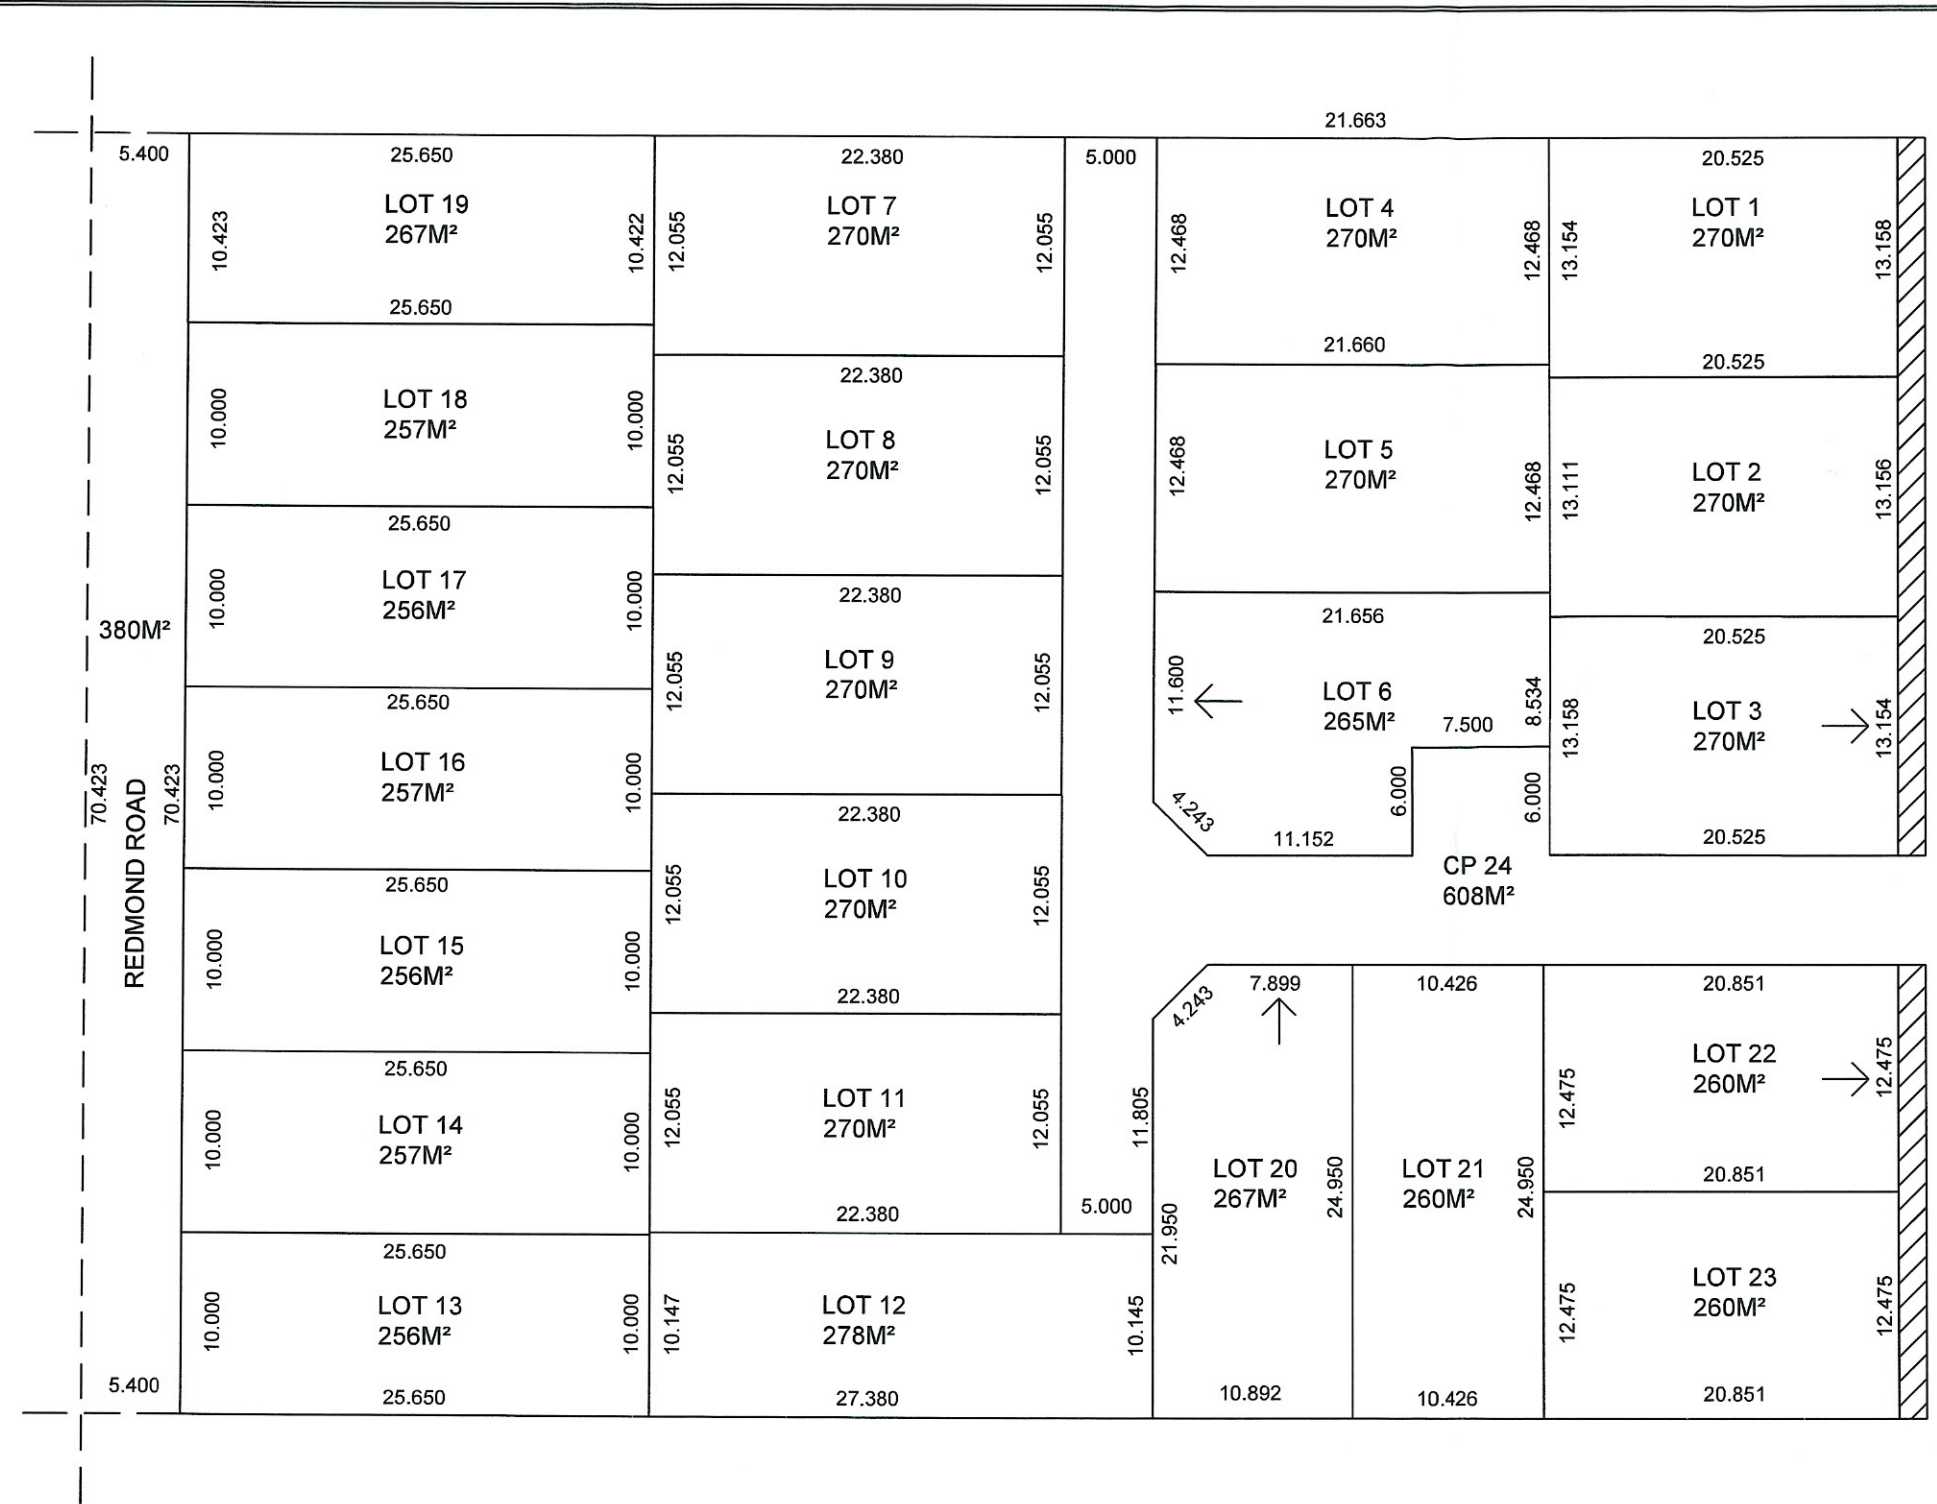 21.663
5.400
25.650
22.380
5.000
20.525
LOT 19
267M²
10.423
10.422
25.650
LOT 7
270M²
12.055
12.055
LOT 4
270M²
12.468
12.468
21.660
LOT 1
270M²
13.154
13.158
20.525
LOT 18
257M²
10.000
10.000
25.650
22.380
LOT 8
270M²
12.055
12.055
LOT 5
270M²
12.468
12.468
21.656
LOT 2
270M²
13.111
13.156
20.525
380M²
LOT 17
256M²
10.000
10.000
25.650
22.380
LOT 9
270M²
12.055
12.055
LOT 6
265M²
11.600
8.534
7.500
6.000
6.000
4.243
11.152
LOT 3
270M²
13.158
13.154
20.525
70.423
REDMOND ROAD
70.423
LOT 16
257M²
10.000
10.000
25.650
22.380
LOT 10
270M²
12.055
12.055
22.380
CP 24
608M²
LOT 15
256M²
10.000
10.000
25.650
LOT 11
270M²
12.055
12.055
22.380
5.000
11.805
4.243
7.899
10.426
20.851
LOT 14
257M²
10.000
10.000
25.650
LOT 20
267M²
21.950
24.950
10.892
LOT 21
260M²
24.950
10.426
LOT 22
260M²
12.475
12.475
20.851
LOT 13
256M²
10.000
10.000
5.400
25.650
LOT 12
278M²
10.147
10.145
27.380
LOT 23
260M²
12.475
12.475
20.851